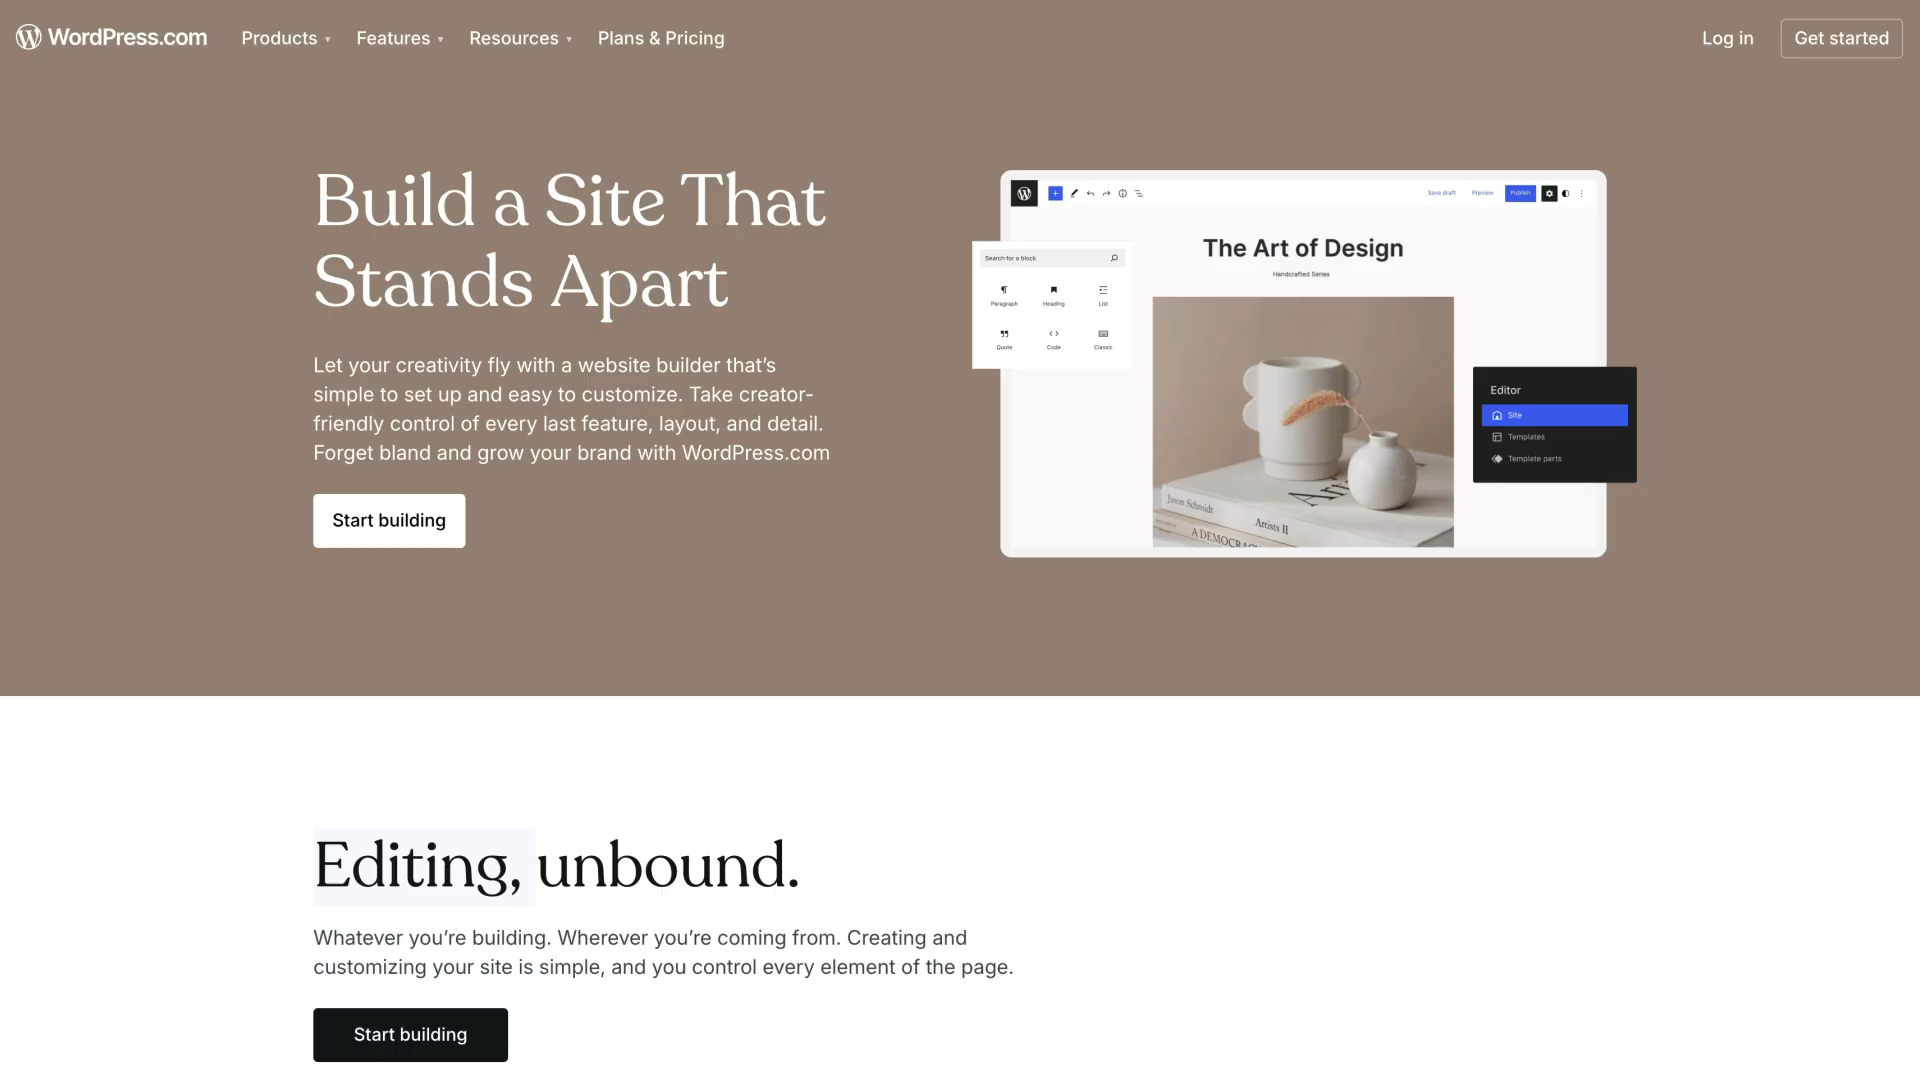 WordPress.com
Products ▾
Features ▾
Resources ▾
Plans & Pricing
Log in
Get started
Build a Site That
Stands Apart
Let your creativity fly with a website builder that’s
simple to set up and easy to customize. Take creator-
friendly control of every last feature, layout, and detail.
Forget bland and grow your brand with WordPress.com
Start building
Save draft
Preview
Publish
The Art of Design
Handcrafted Series
Search for a block
Paragraph
Heading
List
Quote
Code
Classic
Jason Schmidt
Artists II
A DEMOCRAC
Editor
Site
Templates
Template parts
Editing, unbound.
Whatever you’re building. Wherever you’re coming from. Creating and
customizing your site is simple, and you control every element of the page.
Start building